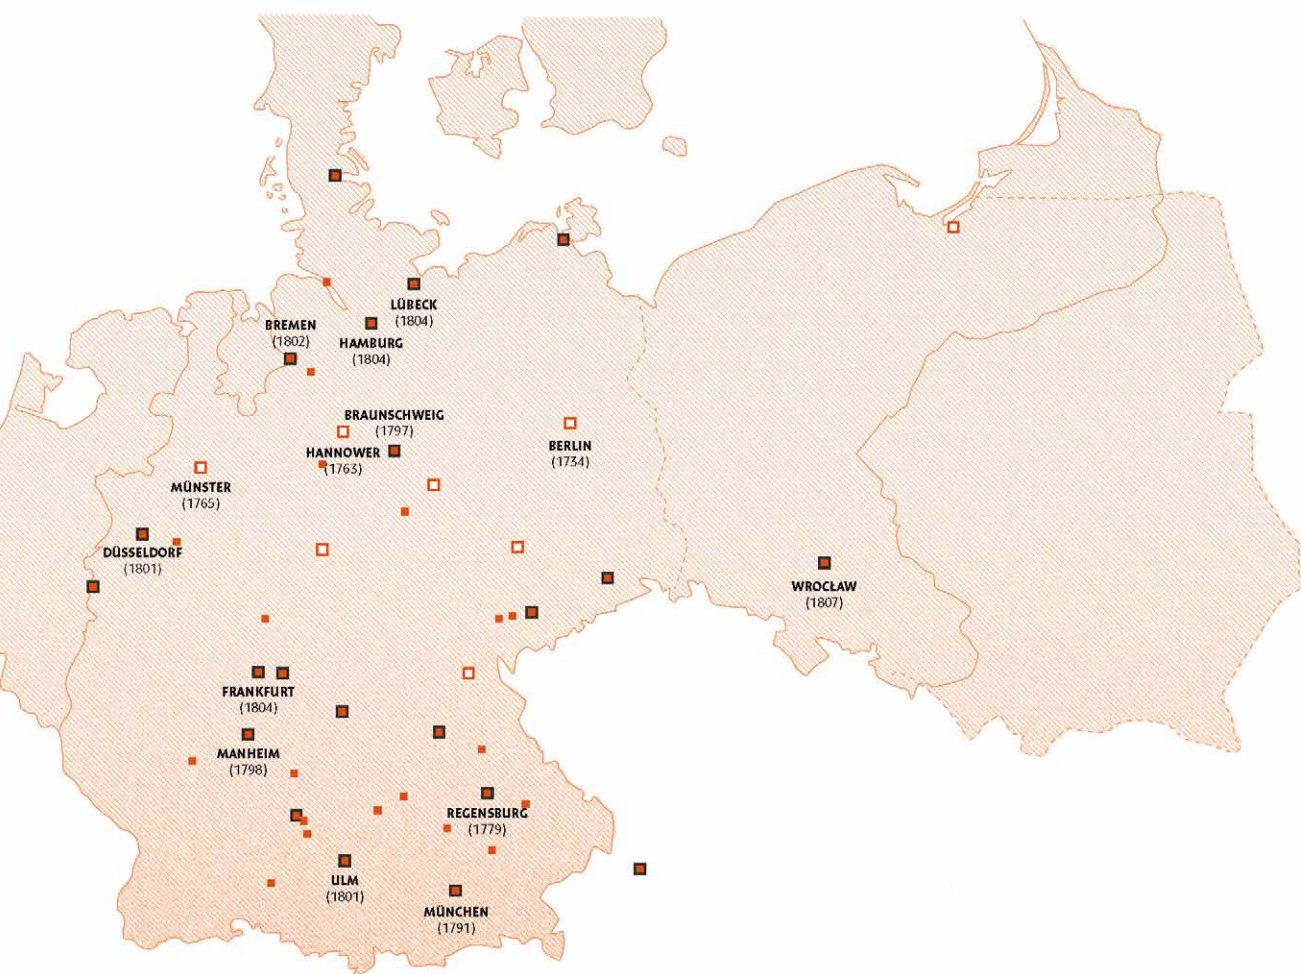 LÜBECK
(1804)
BREMEN
(1802)
HAMBURG
(1804)
BRAUNSCHWEIG
(1797)
HANNOWER
(1763)
BERLIN
(1734)
MÜNSTER
(1765)
DÜSSELDORF
(1801)
WROCŁAW
(1807)
FRANKFURT
(1804)
MANHEIM
(1798)
REGENSBURG
(1779)
ULM
(1801)
MÜNCHEN
(1791)